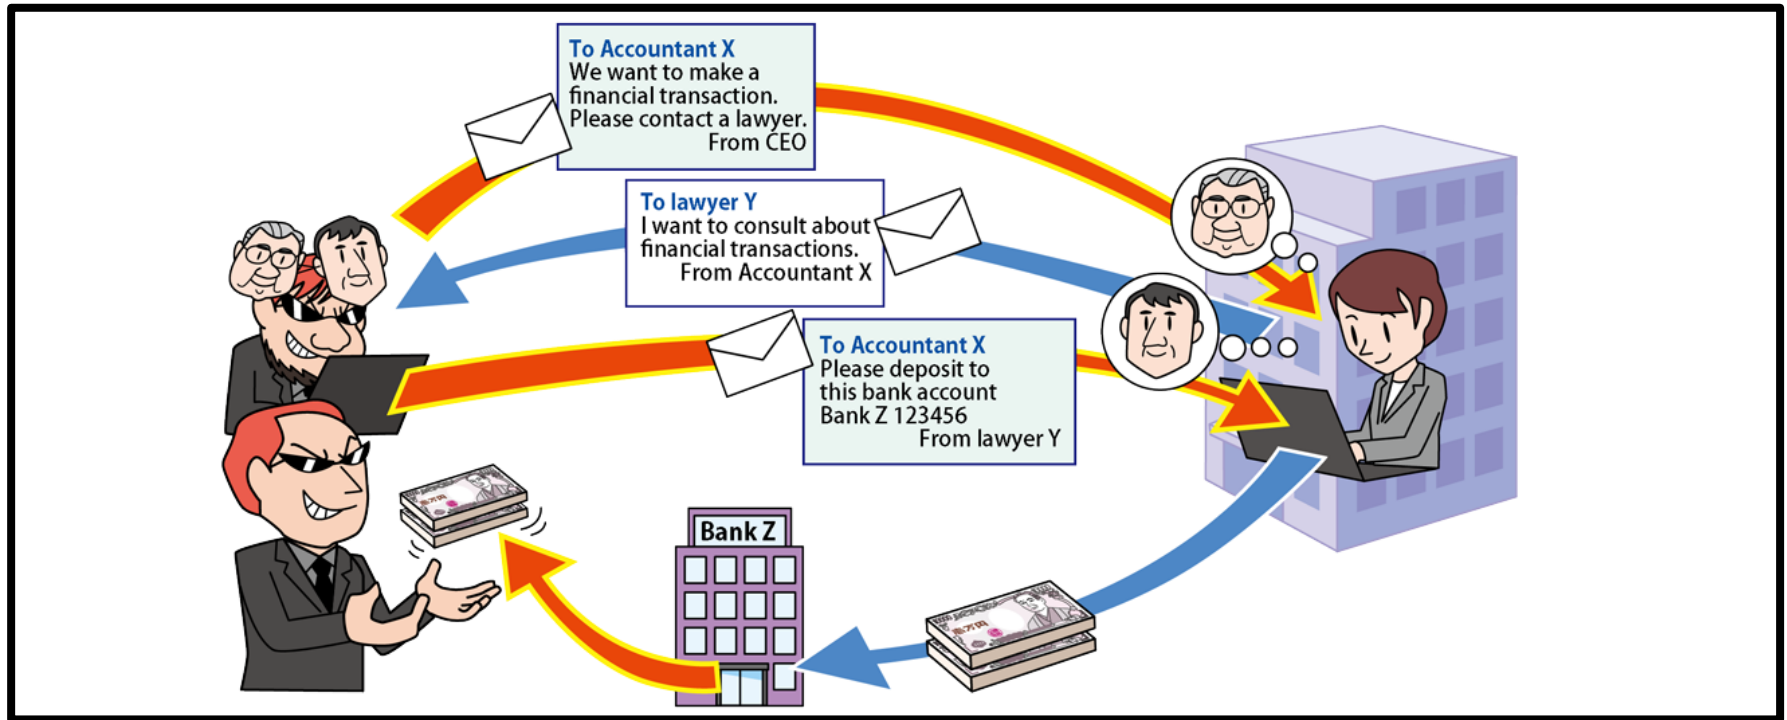 To Accountant X
We want to make a
financial transaction.
Please contact a lawyer.
From CEO
To lawyer Y
I want to consult about
financial transactions.
From Accountant X
To Accountant X
Please deposit to
this bank account
Bank Z 123456
From lawyer Y
Bank Z